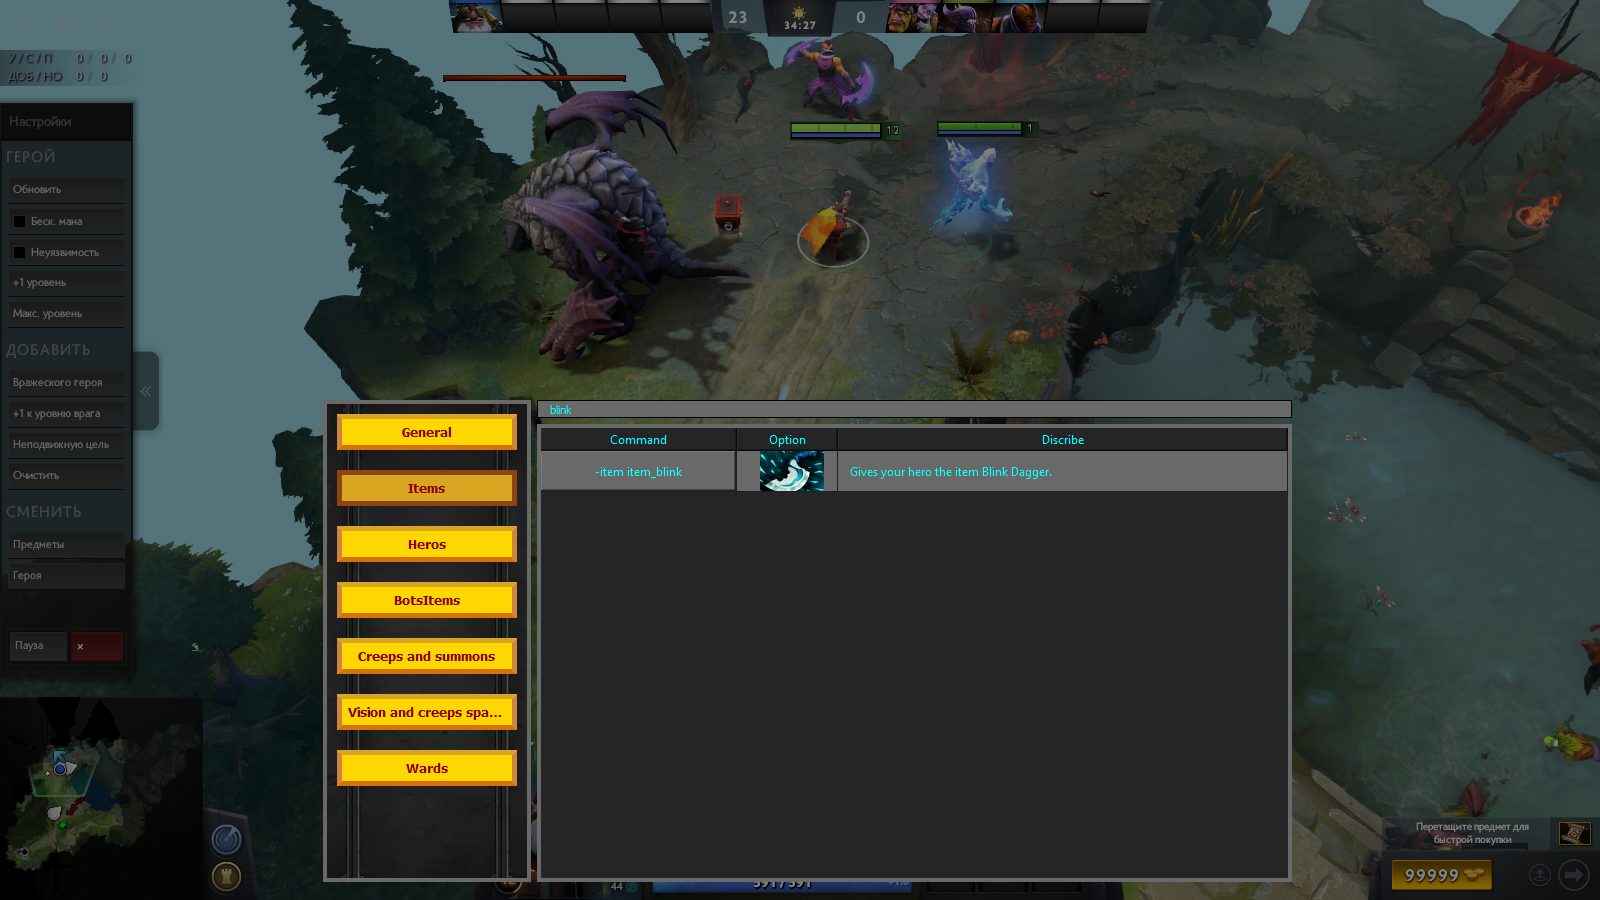 23
34:27
0
У / С / П 0 / 0 / 0
ДОБ / НО 0 / 0
12
1
Настройки
ГЕРОЙ
Обновить
Беск. мана
Неуязвимость
+1 уровень
Макс. уровень
ДОБАВИТЬ
Вражеского героя
+1 к уровню врага
Неподвижную цель
Очистить
СМЕНИТЬ
Предметы
Героя
Пауза
×
General
Items
Heros
BotsItems
Creeps and summons
Vision and creeps spa...
Wards
blink
Command Option Discribe
-item item_blink Gives your hero the item Blink Dagger.
Перетащите предмет для
быстрой покупки
99999
44
391 / 391